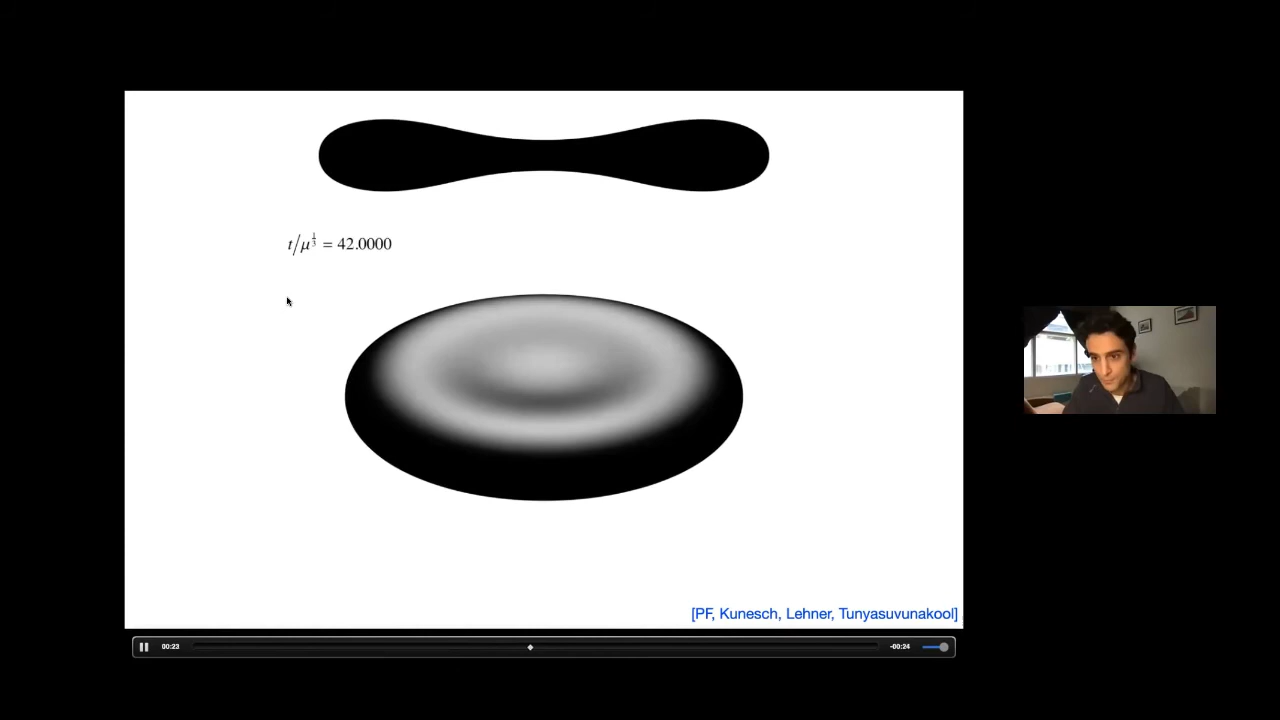 t/μ^{1/3} = 42.0000
[PF, Kunesch, Lehner, Tunyasuvunakool]
00:23
-00:24